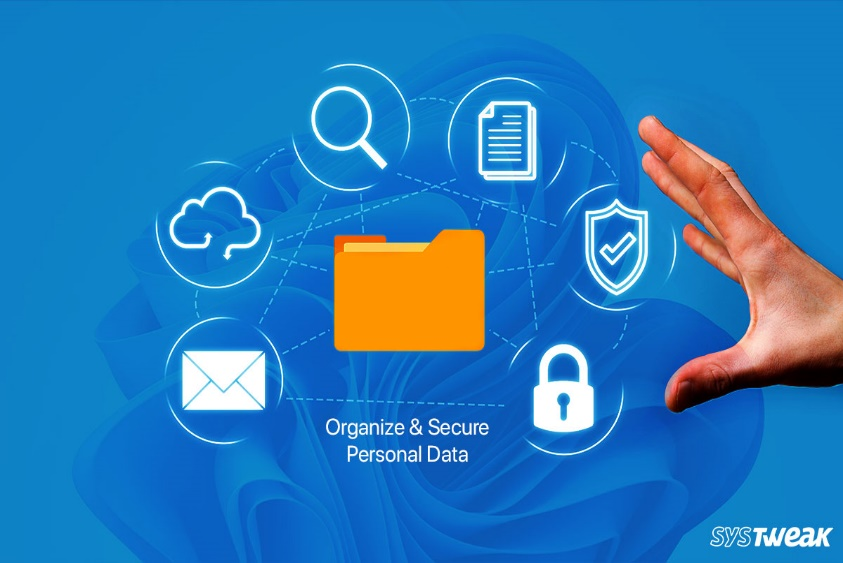 Organize & Secure
Personal Data
SYSTWEAK